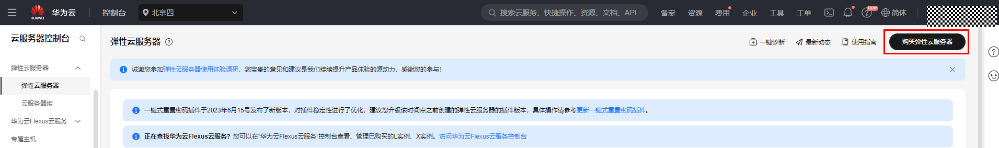 HUAWEI 华为云 控制台 北京四 搜索云服务、快捷操作、资源、文档、API 备案 资源 费用 企业 工具 工单 NEW 简体
云服务器控制台
弹性云服务器
弹性云服务器
云服务器组
华为云Flexus云服务
专属主机
弹性云服务器 一键诊断 最新动态 使用指南 购买弹性云服务器
诚邀您参加弹性云服务器使用体验调研，您宝贵的意见和建议是我们持续提升产品体验的源动力，感谢您的参与！
一键式重置密码插件于2023年6月15号发布了新版本，对插件稳定性进行了优化，建议您升级该时间点之前创建的弹性云服务器的插件版本，具体操作请参考更新一键式重置密码插件。
正在查找华为云Flexus云服务？您可以在“华为云Flexus云服务”控制台查看、管理已购买的L实例、X实例。访问华为云Flexus云服务控制台